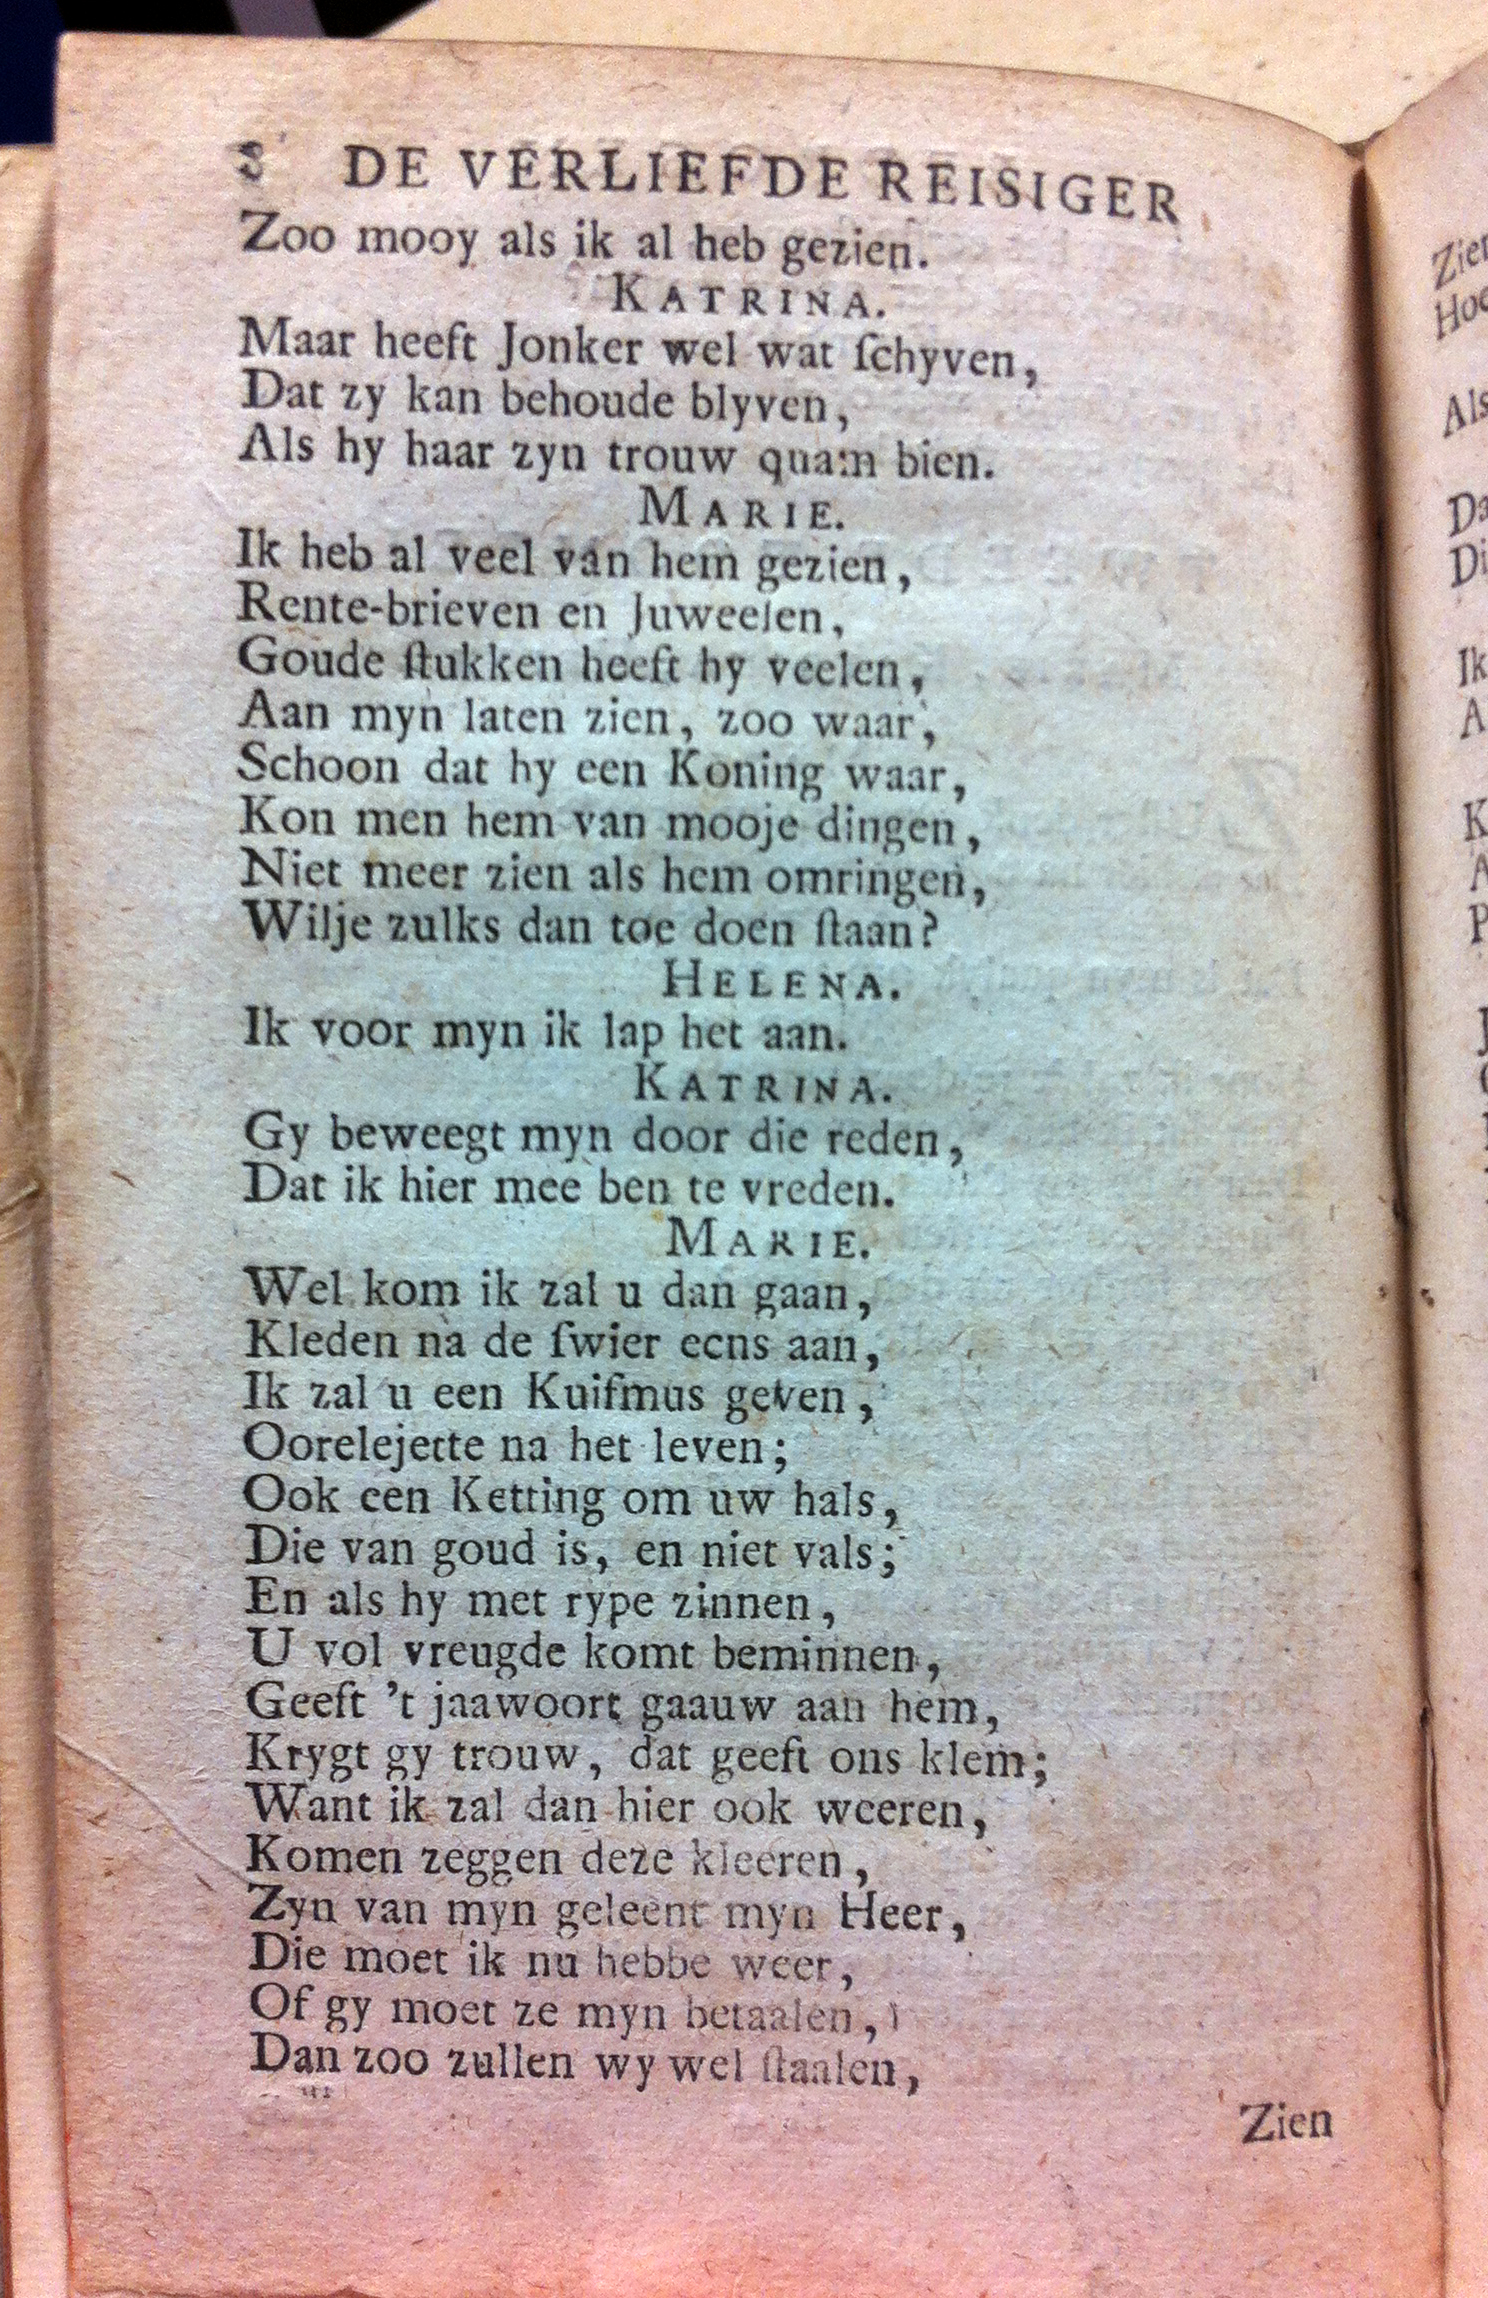 8 DE VERLIEFDE REISIGER
Zoo mooy als ik al heb gezien.
KATRINA.
Maar heeft Jonker wel wat ſchyven,
Dat zy kan behoude blyven,
Als hy haar zyn trouw quam bien.
MARIE.
Ik heb al veel van hem gezien,
Rente-brieven en Juweelen,
Goude ſtukken heeft hy veelen,
Aan myn laten zien, zoo waar,
Schoon dat hy een Koning waar,
Kon men hem van mooje dingen,
Niet meer zien als hem omringen,
Wilje zulks dan toe doen ſtaan?
HELENA.
Ik voor myn ik lap het aan.
KATRINA.
Gy beweegt myn door die reden,
Dat ik hier mee ben te vreden.
MARIE.
Wel kom ik zal u dan gaan,
Kleden na de ſwier eens aan,
Ik zal u een Kuifmus geven,
Oorelejette na het leven;
Ook een Ketting om uw hals,
Die van goud is, en niet vals;
En als hy met rype zinnen,
U vol vreugde komt beminnen,
Geeft 't jaawoort gaauw aan hem,
Krygt gy trouw, dat geeft ons klem;
Want ik zal dan hier ook weeren,
Komen zeggen deze kleeren,
Zyn van myn geleent myn Heer,
Die moet ik nu hebbe weer,
Of gy moet ze myn betaalen,
Dan zoo zullen wy wel ſtaalen,
Zien
Hoe
Als
Ik